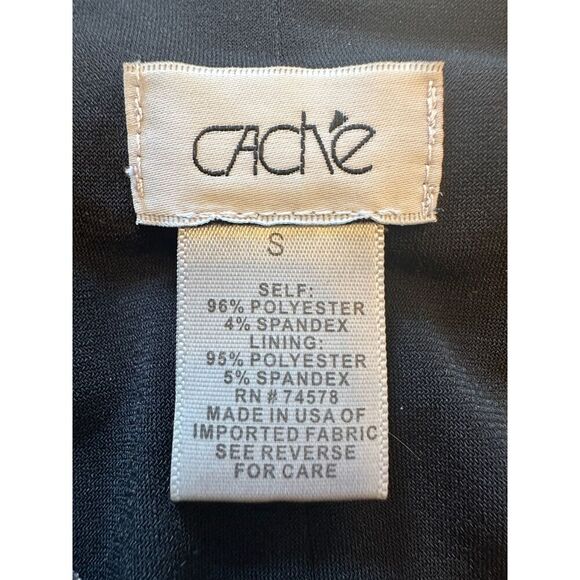 CAChé
S
SELF:
96% POLYESTER
4% SPANDEX
LINING:
95% POLYESTER
5% SPANDEX
RN # 74578
MADE IN USA OF
IMPORTED FABRIC
SEE REVERSE
FOR CARE